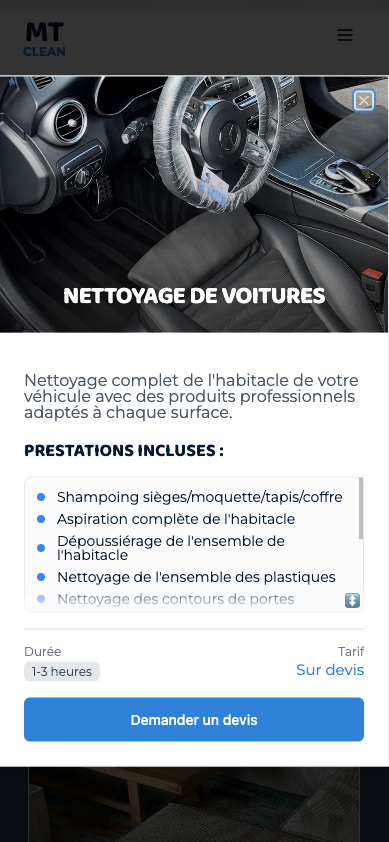 MT
CLEAN
NETTOYAGE DE VOITURES
Nettoyage complet de l'habitacle de votre
véhicule avec des produits professionnels
adaptés à chaque surface.
PRESTATIONS INCLUSES :
Shampoing sièges/moquette/tapis/coffre
Aspiration complète de l'habitacle
Dépoussiérage de l'ensemble de
l'habitacle
Nettoyage de l'ensemble des plastiques
Nettoyage des contours de portes
Durée
Tarif
1-3 heures
Sur devis
Demander un devis